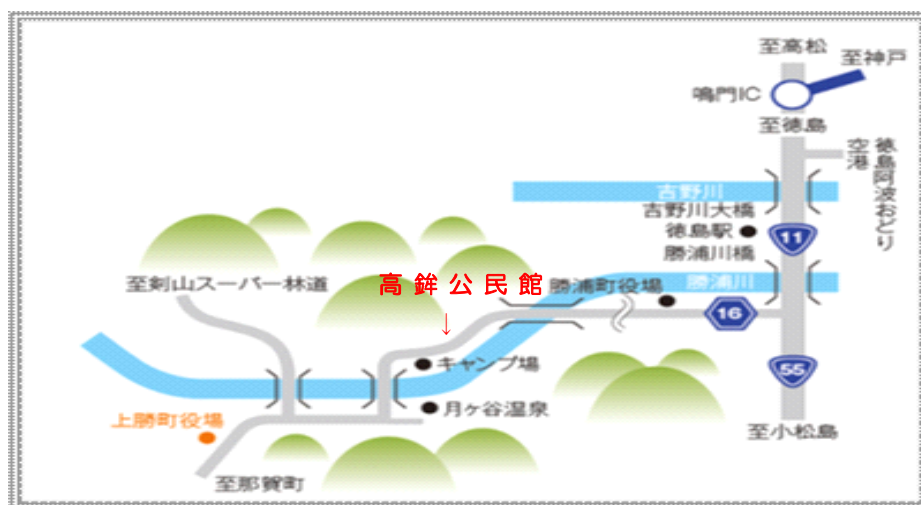 至高松
至神戸
鳴門IC
至徳島
徳島阿波おどり
空港
吉野川
吉野川大橋
徳島駅
11
勝浦川橋
至剣山スーパー林道
高鉾公民館
勝浦町役場
勝浦川
↓
16
キャンプ場
55
月ヶ谷温泉
上勝町役場
至小松島
至那賀町